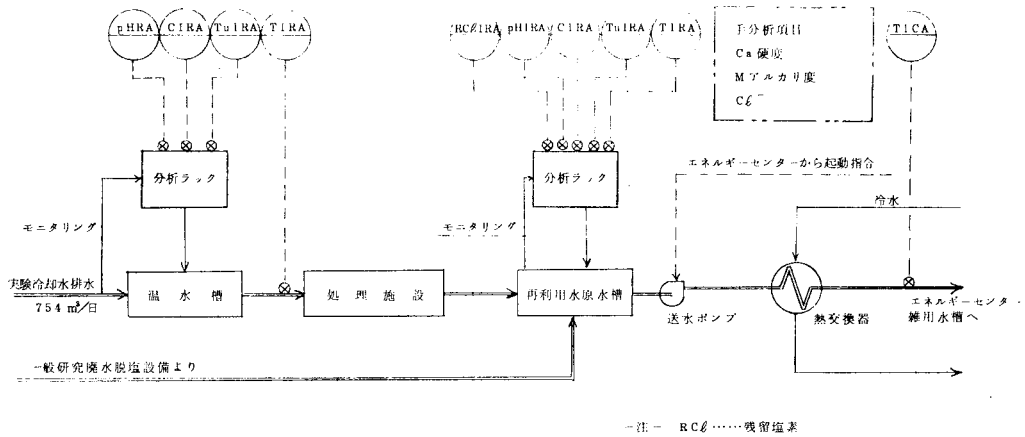 pHRA CIRA TuIRA TIRA
RCℓIRA pHIRA CIRA TuIRA TIRA
TICA
手分析項目
Ca硬度
Mアルカリ度
Cℓ⁻
分析ラック
分析ラック
エネルギーセンターから起動指令
冷水
モニタリング
モニタリング
実験冷却水排水
754 m³/日
温水槽
処理施設
再利用水原水槽
送水ポンプ
熱交換器
エネルギーセンター
雑用水槽へ
一般研究廃水脱塩設備より
-注- RCℓ……残留塩素